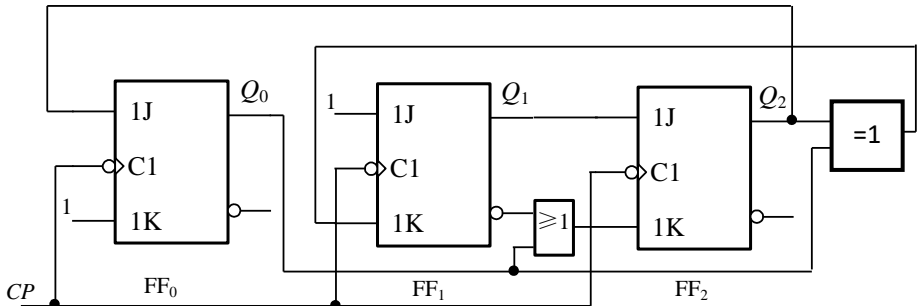 1J
C1
1
1K
Q₀
FF₀
1
1J
C1
1K
Q₁
FF₁
≥1
1J
C1
1K
Q₂
FF₂
=1
CP